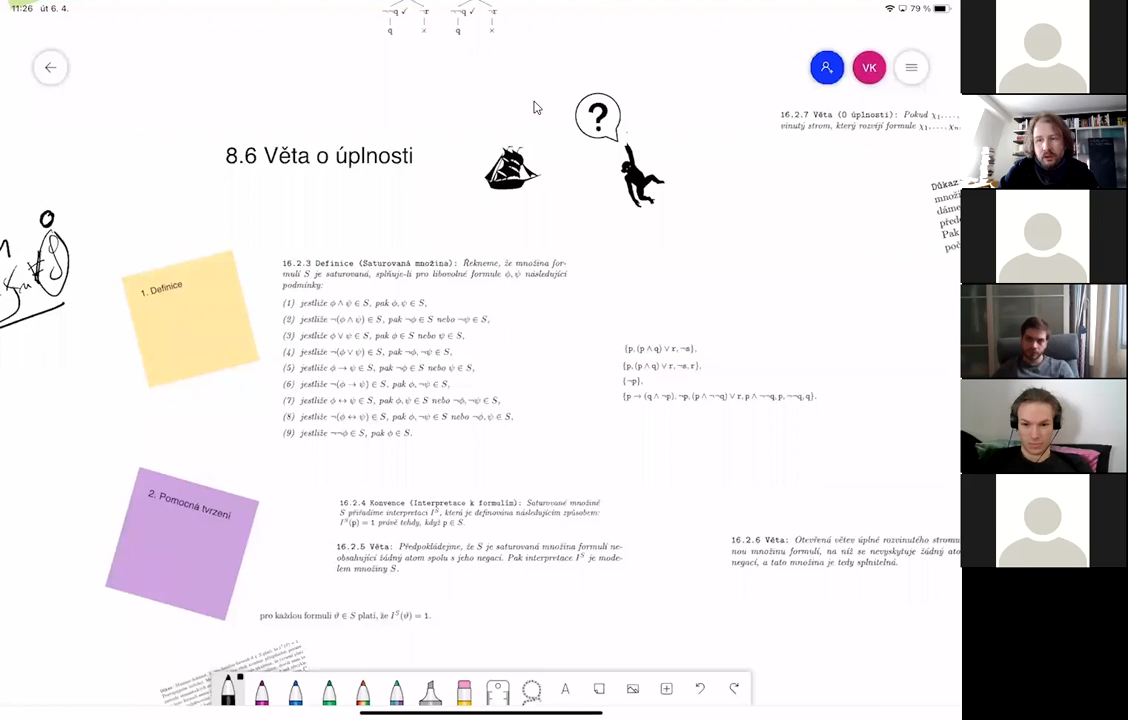 11:26 út 6. 4.
79 %
¬¬q ✓ ¬r ¬¬q ✓ ¬r
q × q ×
VK
?
8.6 Věta o úplnosti
16.2.7 Věta (O úplnosti): Pokud χ1,...,
vinutý strom, který rozvíjí formule χ1,...,χn
Důkaz
množi
dáme
před
Pak
poč
1. Definice
16.2.3 Definice (Saturovaná množina): Řekneme, že množina for-
mulí S je saturovaná, splňuje-li pro libovolné formule ϕ, ψ následující
podmínky:
(1) jestliže ϕ ∧ ψ ∈ S, pak ϕ, ψ ∈ S,
(2) jestliže ¬(ϕ ∧ ψ) ∈ S, pak ¬ϕ ∈ S nebo ¬ψ ∈ S,
(3) jestliže ϕ ∨ ψ ∈ S, pak ϕ ∈ S nebo ψ ∈ S,
(4) jestliže ¬(ϕ ∨ ψ) ∈ S, pak ¬ϕ, ¬ψ ∈ S,
(5) jestliže ϕ → ψ ∈ S, pak ¬ϕ ∈ S nebo ψ ∈ S,
(6) jestliže ¬(ϕ → ψ) ∈ S, pak ϕ, ¬ψ ∈ S,
(7) jestliže ϕ ↔ ψ ∈ S, pak ϕ, ψ ∈ S nebo ¬ϕ, ¬ψ ∈ S,
(8) jestliže ¬(ϕ ↔ ψ) ∈ S, pak ϕ, ¬ψ ∈ S nebo ¬ϕ, ψ ∈ S,
(9) jestliže ¬¬ϕ ∈ S, pak ϕ ∈ S.
{p, (p ∧ q) ∨ r, ¬s},
{p, (p ∧ q) ∨ r, ¬s, r},
{¬p},
{p → (q ∧ ¬p), ¬p, (p ∧ ¬¬q) ∨ r, p ∧ ¬¬q, p, ¬¬q, q}.
2. Pomocná tvrzení
16.2.4 Konvence (Interpretace k formulím): Saturované množině
S přiřadíme interpretaci I^S, která je definována následujícím způsobem:
I^S(p) = 1 právě tehdy, když p ∈ S.
16.2.5 Věta: Předpokládejme, že S je saturovaná množina formulí ne-
obsahující žádný atom spolu s jeho negací. Pak interpretace I^S je mode-
lem množiny S.
16.2.6 Věta: Otevřená větev úplně rozvinutého stromu
nou množinu formulí, na níž se nevyskytuje žádný ato
negací, a tato množina je tedy splnitelná.
pro každou formuli ϑ ∈ S platí, že I^S(ϑ) = 1.
A